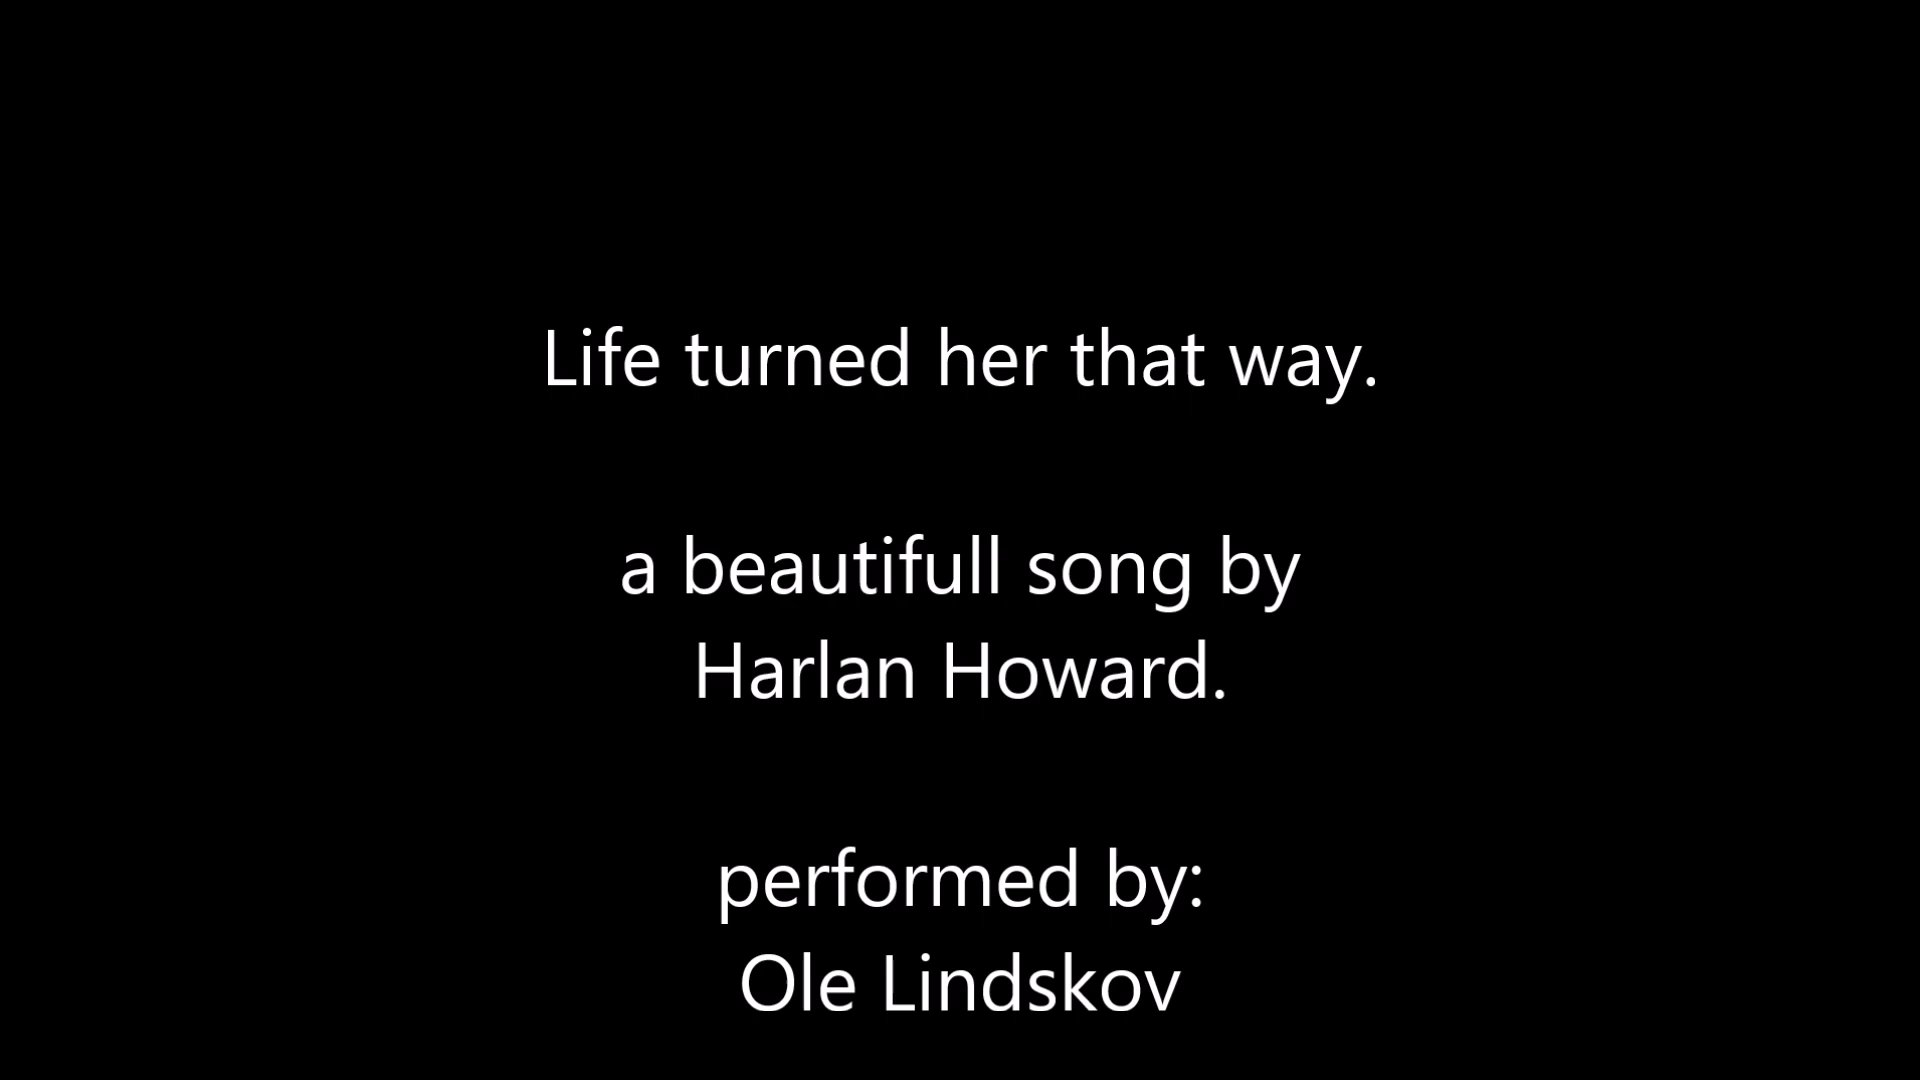 Life turned her that way.
a beautifull song by
Harlan Howard.
performed by:
Ole Lindskov